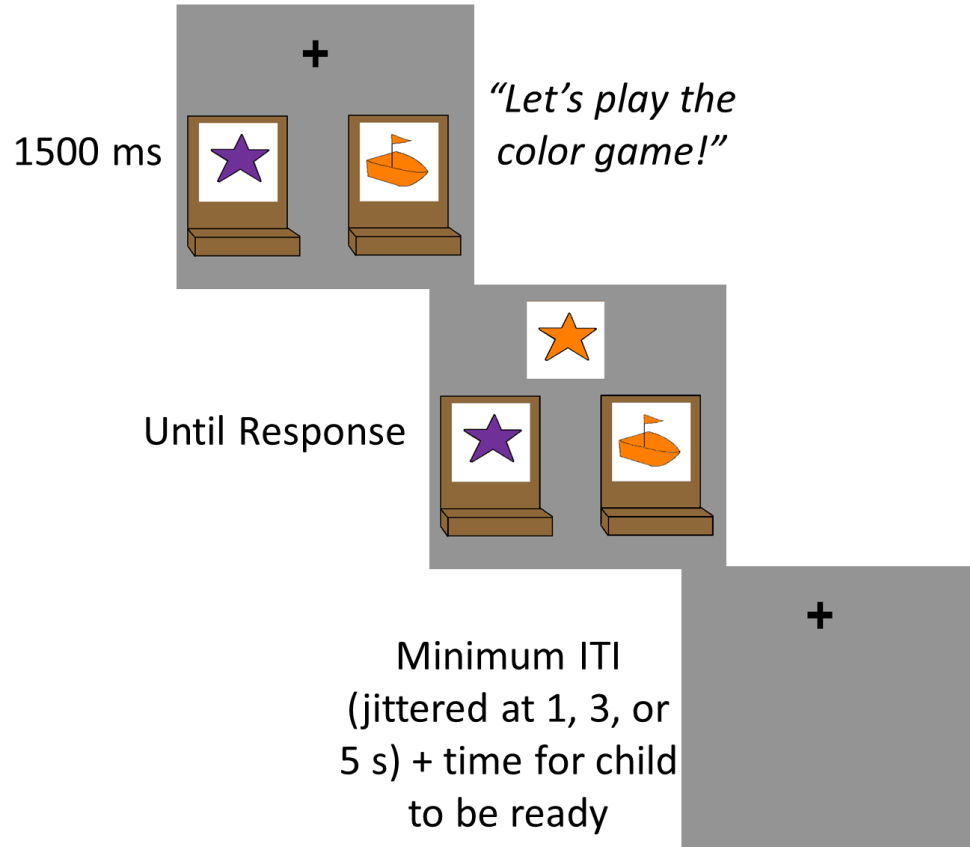 +
“Let’s play the
color game!”
1500 ms
Until Response
+
Minimum ITI
(jittered at 1, 3, or
5 s) + time for child
to be ready